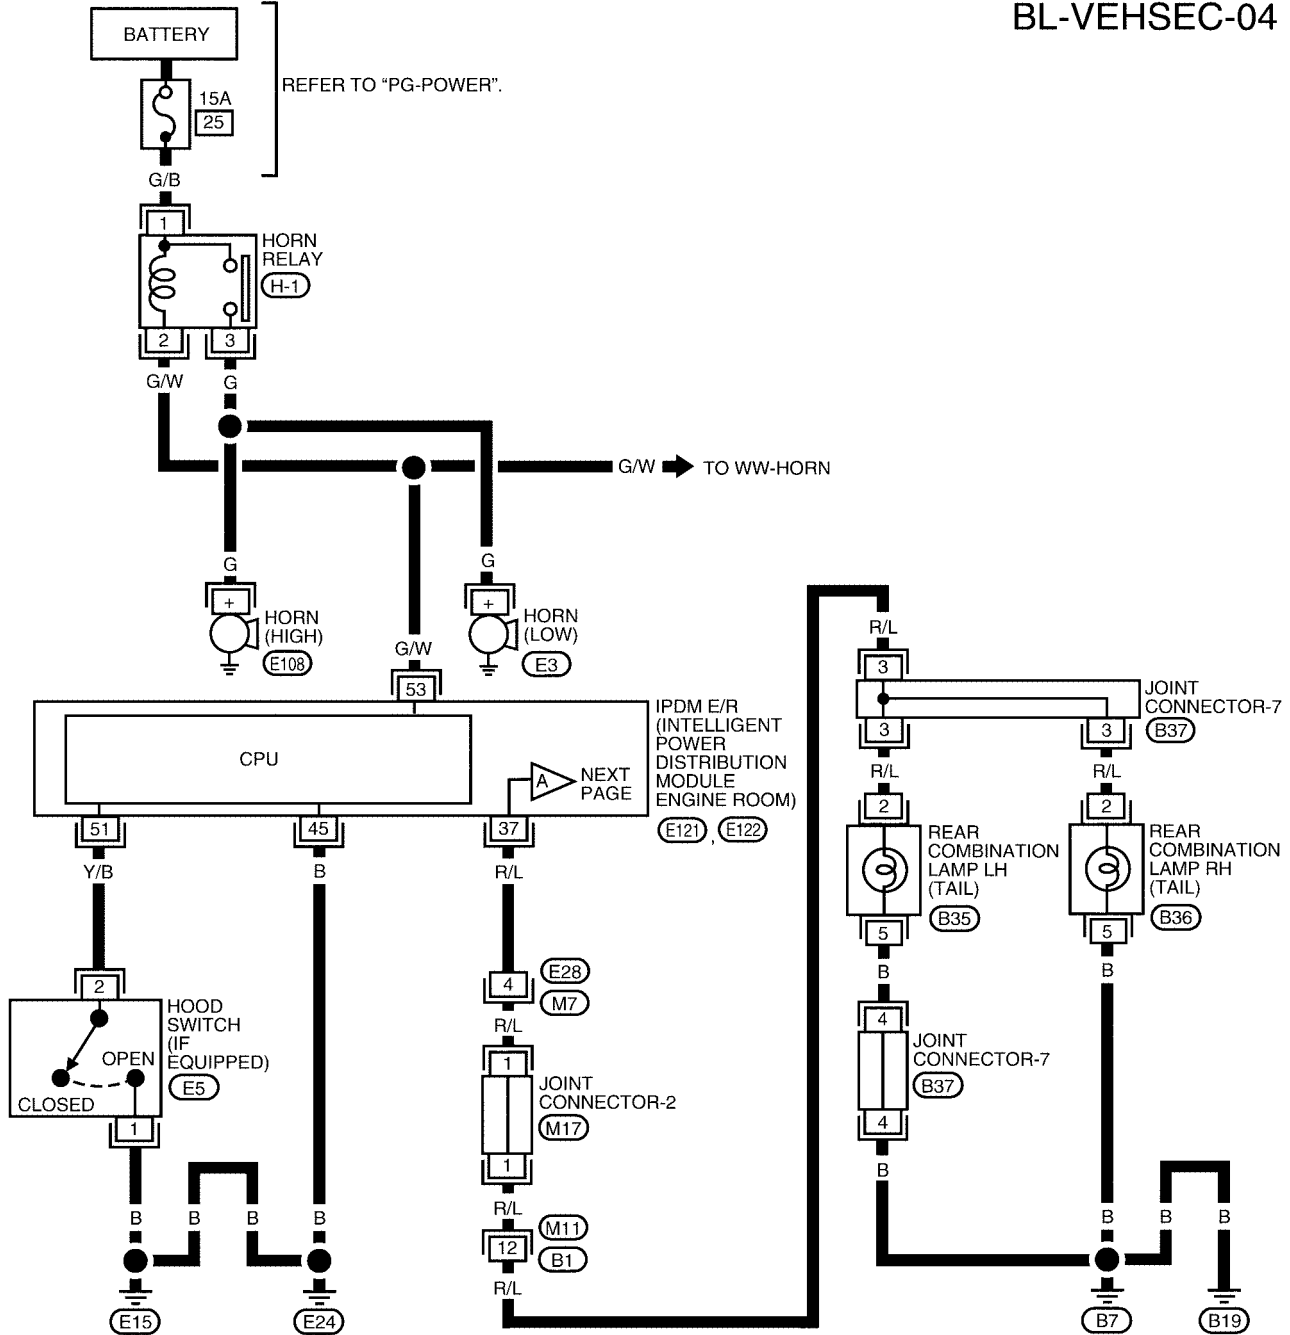 BL-VEHSEC-04
BATTERY
REFER TO “PG-POWER”.
15A
25
G/B
1
HORN
RELAY
H-1
2
3
G/W
G
G/W
TO WW-HORN
G
G
+
HORN
(HIGH)
E108
+
HORN
(LOW)
E3
G/W
53
CPU
A
NEXT
PAGE
IPDM E/R
(INTELLIGENT
POWER
DISTRIBUTION
MODULE
ENGINE ROOM)
E121 , E122
51
45
37
Y/B
B
R/L
2
HOOD
SWITCH
(IF
EQUIPPED)
E5
OPEN
CLOSED
1
B
B
B
B
E15
E24
4
E28
M7
R/L
1
JOINT
CONNECTOR-2
M17
1
R/L
12
M11
B1
R/L
R/L
3
JOINT
CONNECTOR-7
B37
3
3
R/L
R/L
2
2
REAR
COMBINATION
LAMP LH
(TAIL)
B35
REAR
COMBINATION
LAMP RH
(TAIL)
B36
5
5
B
B
4
JOINT
CONNECTOR-7
B37
4
B
B
B
B
B7
B19